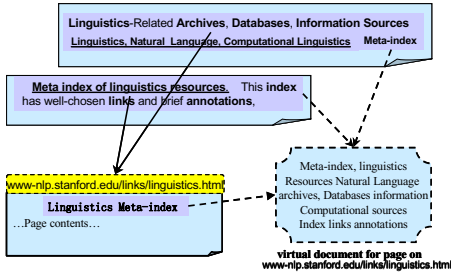 Linguistics-Related Archives, Databases, Information Sources
Linguistics, Natural Language, Computational Linguistics Meta-index
Meta index of linguistics resources. This index
has well-chosen links and brief annotations,
www-nlp.stanford.edu/links/linguistics.html
Linguistics Meta-index
…Page contents…
Meta-index, linguistics
Resources Natural Language
archives, Databases information
Computational sources
Index links annotations
virtual document for page on
www-nlp.stanford.edu/links/linguistics.html